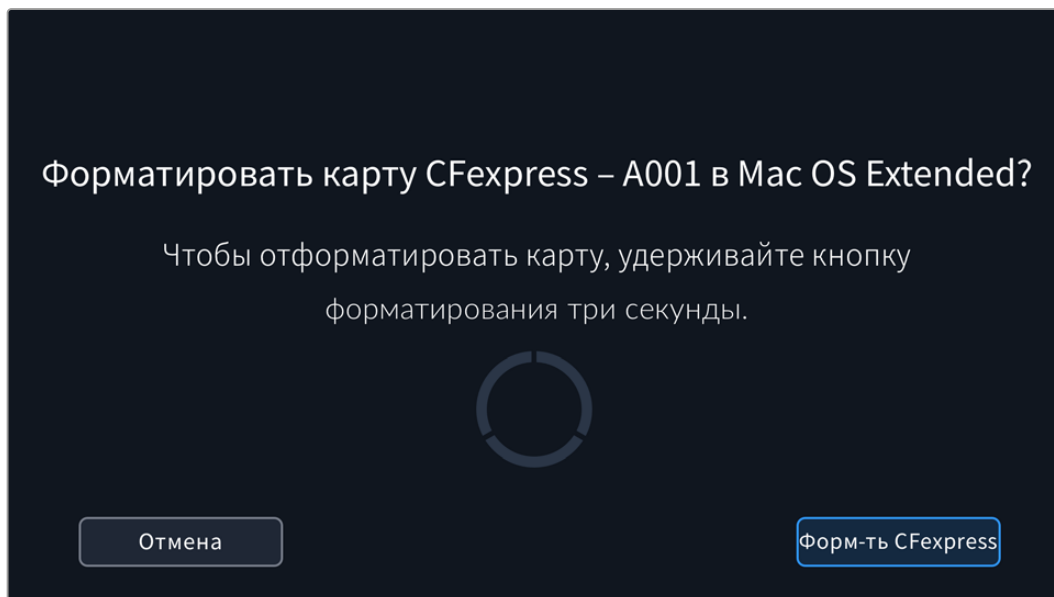 Форматировать карту CFexpress – A001 в Mac OS Extended?
Чтобы отформатировать карту, удерживайте кнопку
форматирования три секунды.
Отмена
Форм-ть CFexpress